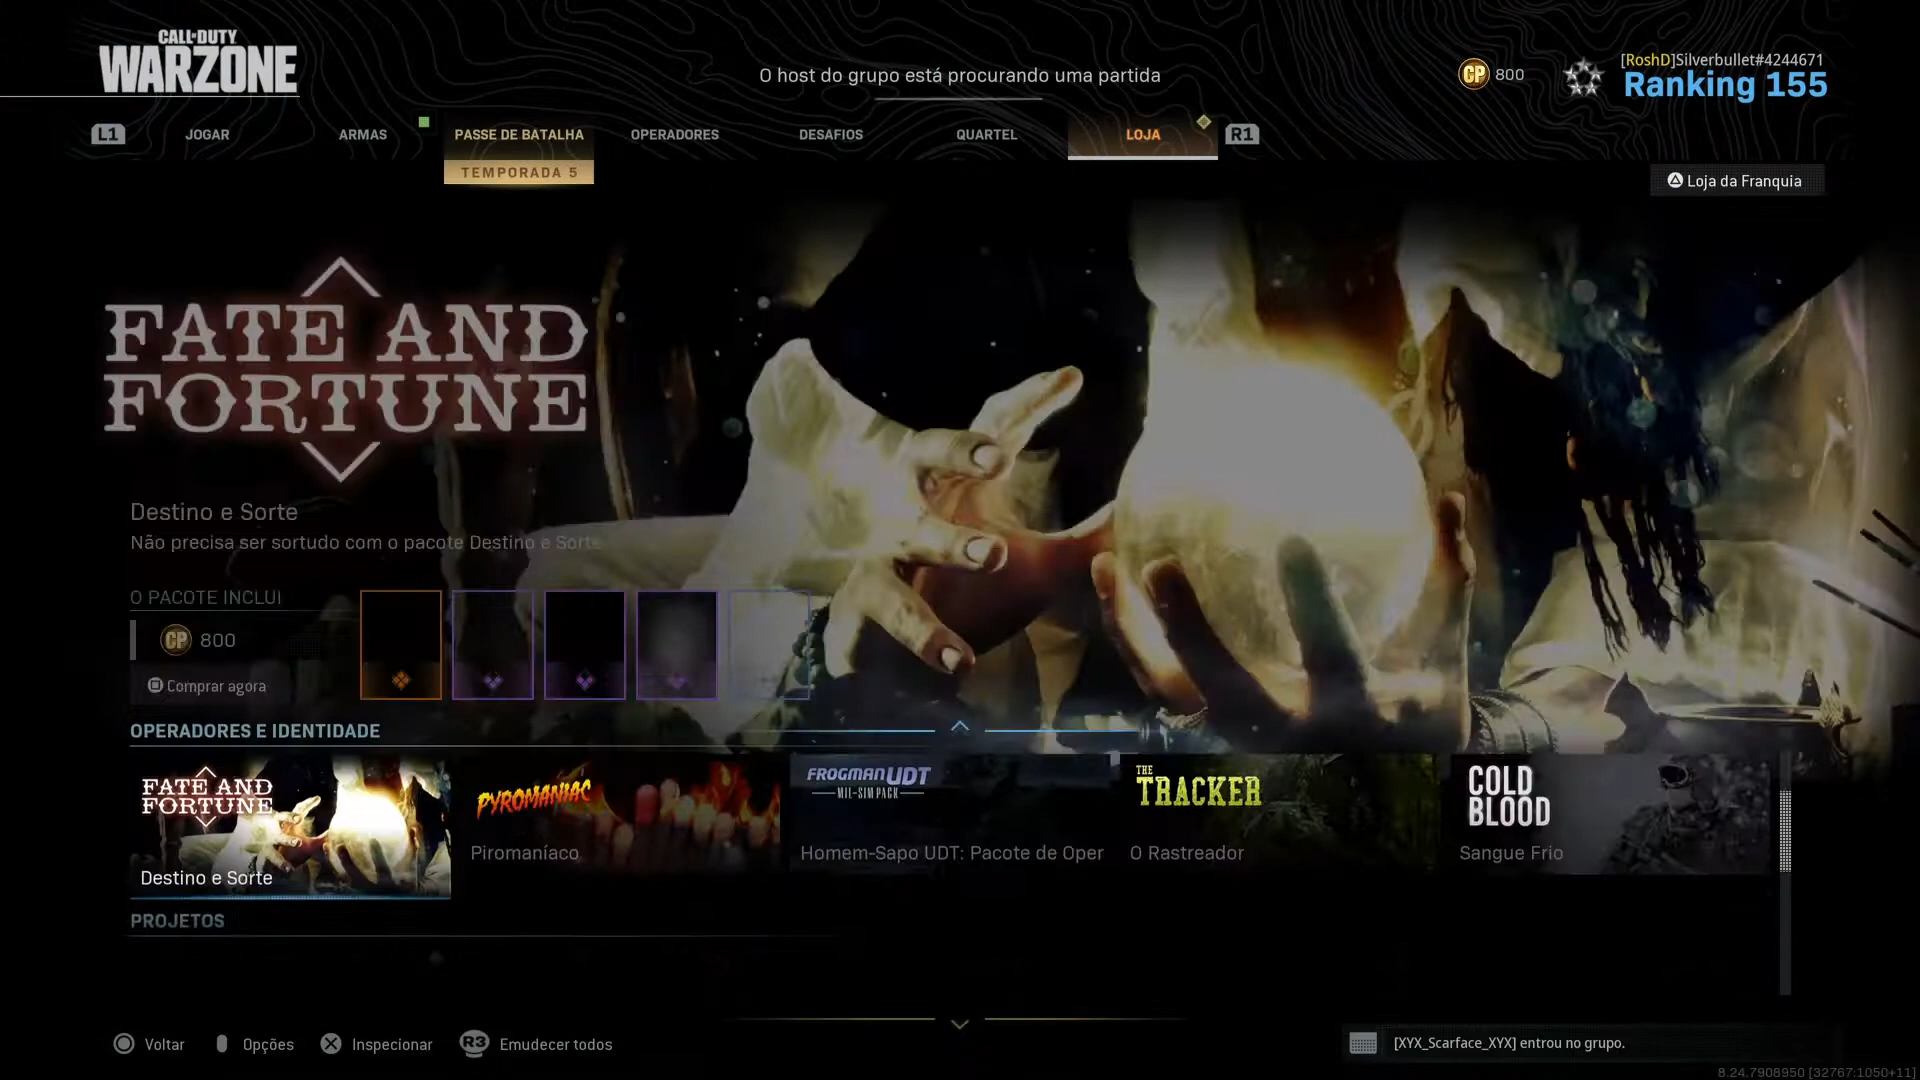 CALL OF DUTY
WARZONE
O host do grupo está procurando uma partida
CP 800
[RoshD]Silverbullet#4244671
Ranking 155
L1
JOGAR
ARMAS
PASSE DE BATALHA
OPERADORES
DESAFIOS
QUARTEL
LOJA
R1
TEMPORADA 5
Loja da Franquia
FATE AND
FORTUNE
Destino e Sorte
Não precisa ser sortudo com o pacote Destino e Sorte
O PACOTE INCLUI
CP 800
Comprar agora
OPERADORES E IDENTIDADE
FATE AND
FORTUNE
Destino e Sorte
PYROMANIAC
Piromaníaco
FROGMAN UDT
MIL-SIM PACK
Homem-Sapo UDT: Pacote de Oper
THE
TRACKER
O Rastreador
COLD
BLOOD
Sangue Frio
PROJETOS
Voltar
Opções
Inspecionar
R3 Emudecer todos
[XYX_Scarface_XYX] entrou no grupo.
8.24.7908950 [32767:1050+11]